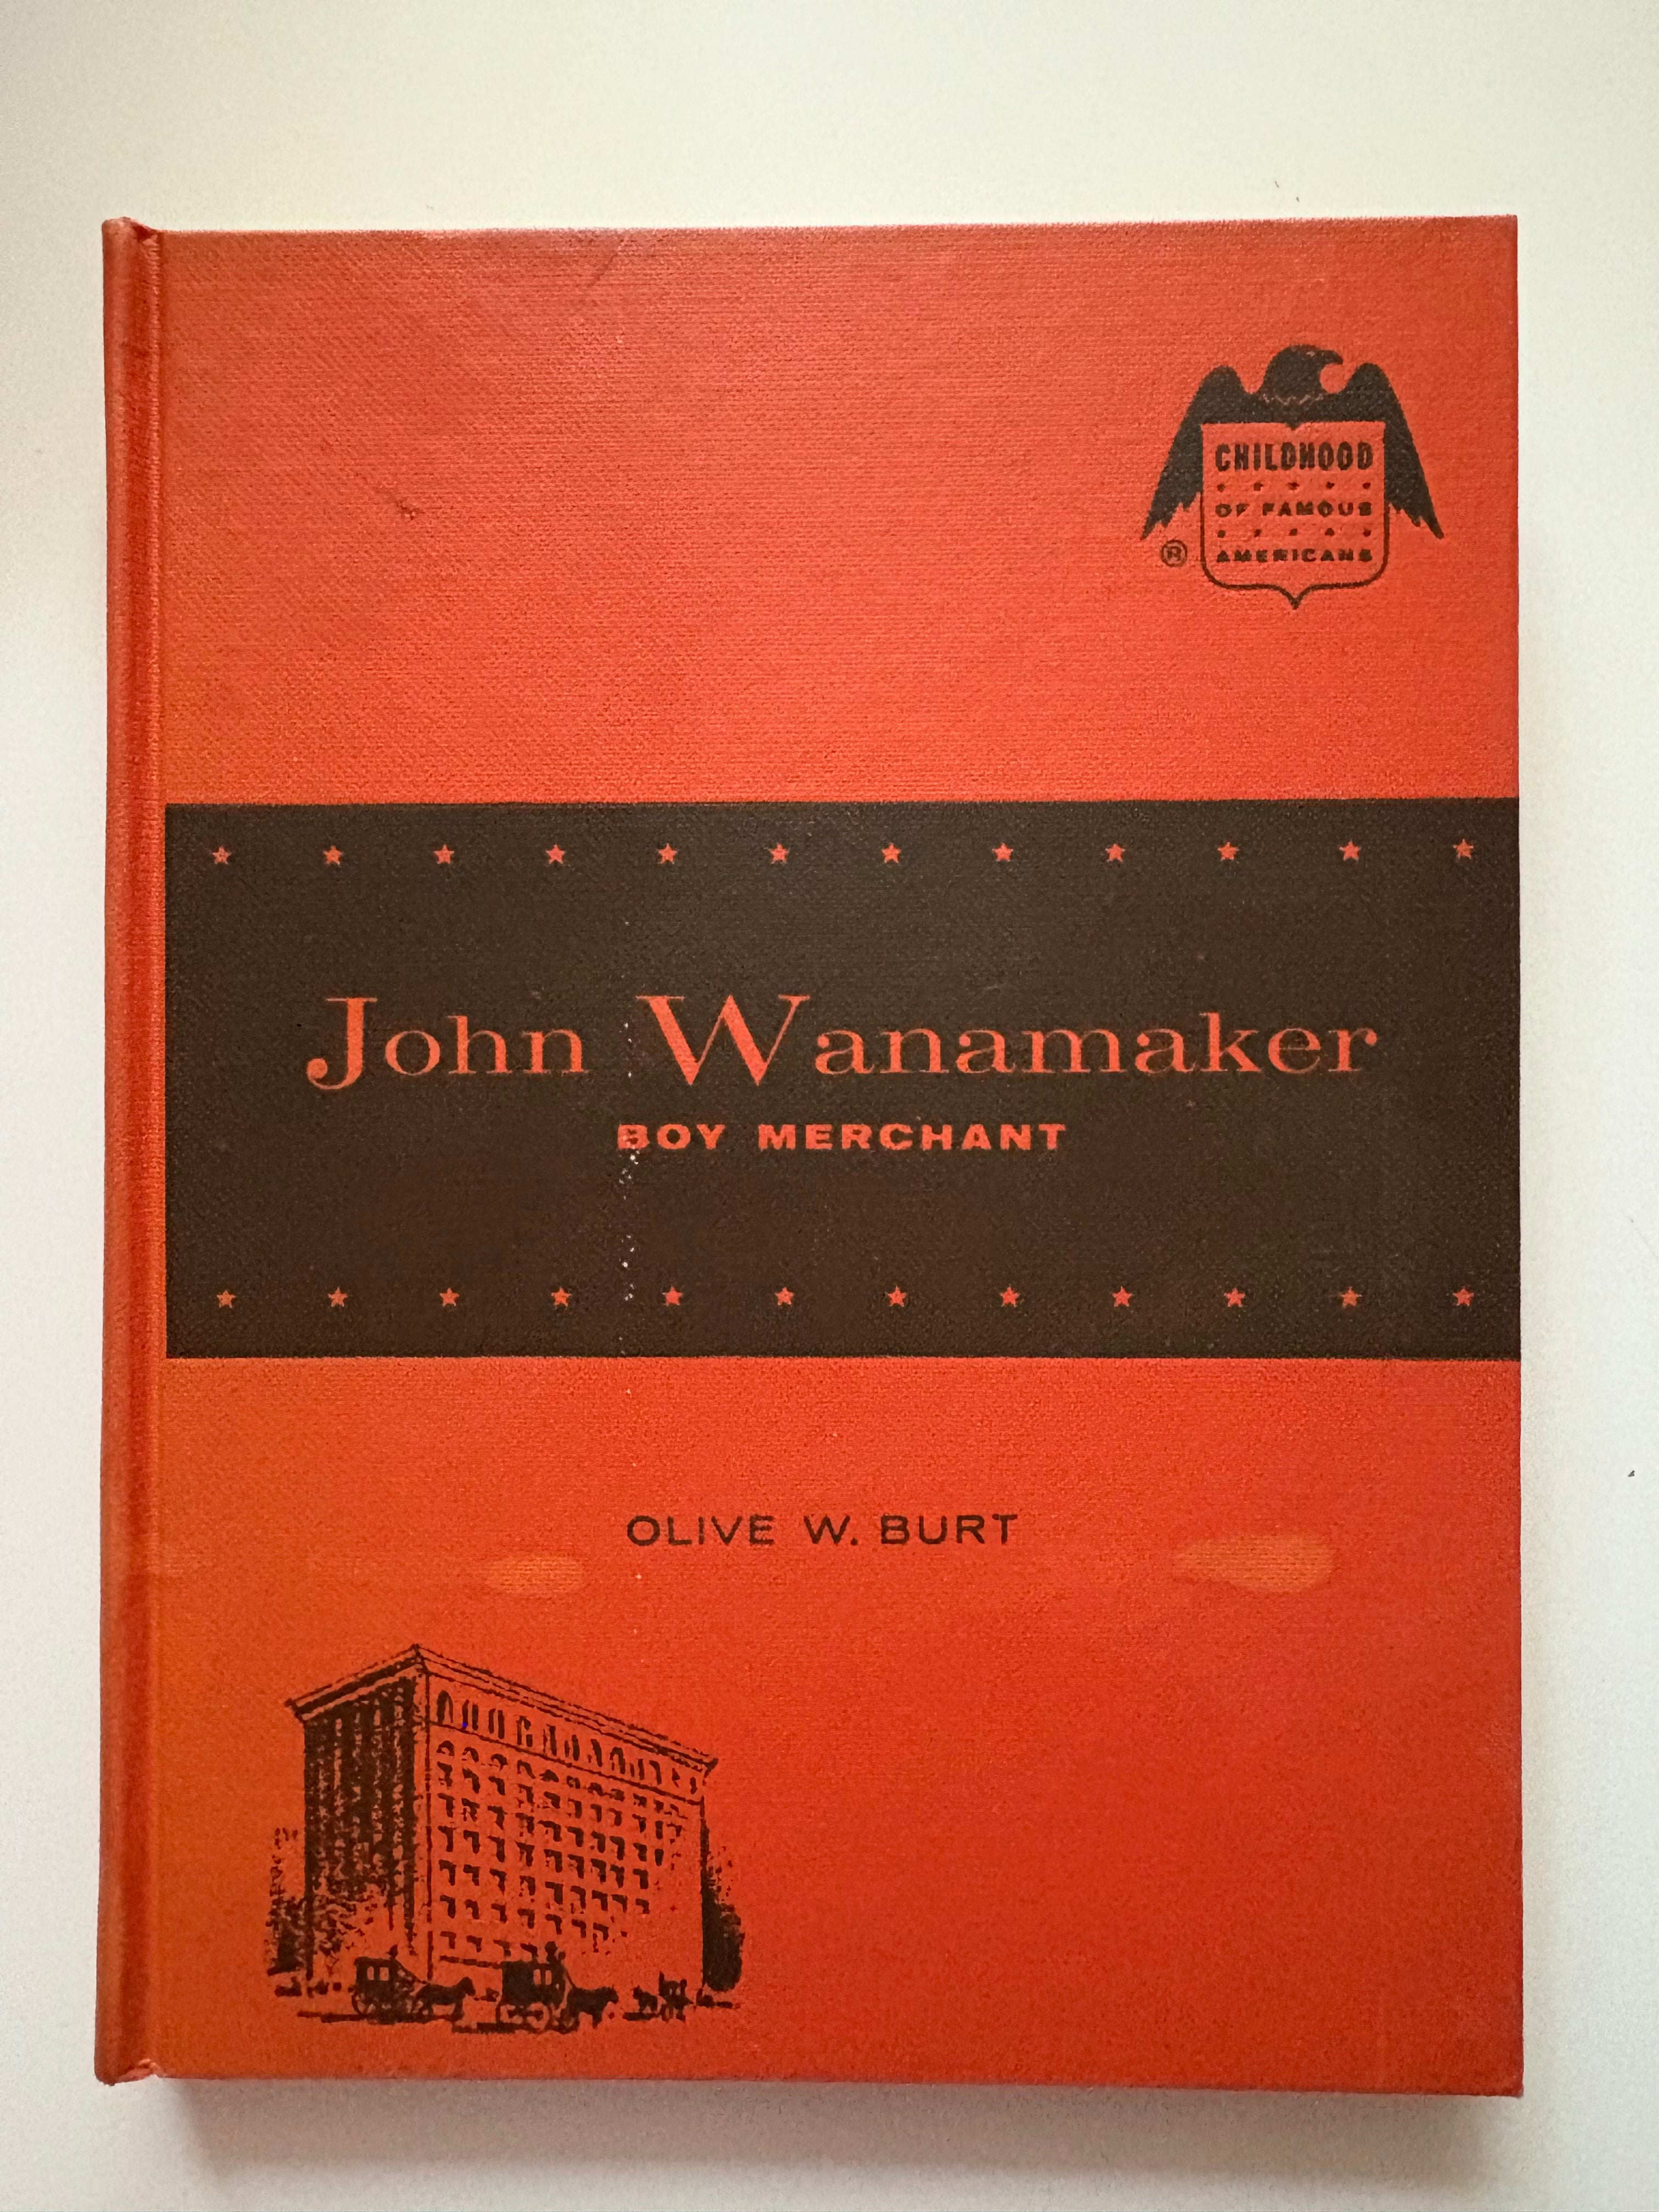 CHILDHOOD
OF FAMOUS
AMERICANS
®
John Wanamaker
BOY MERCHANT
OLIVE W. BURT